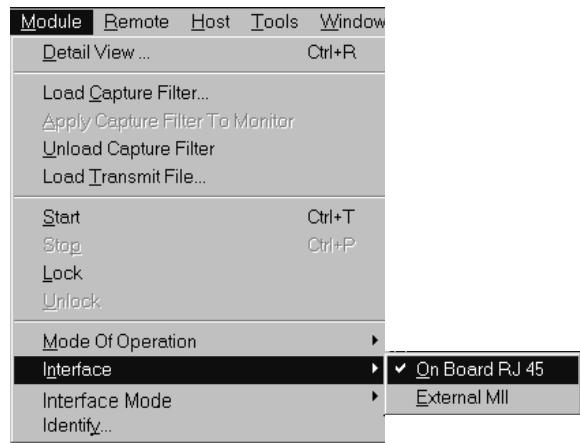 Module Remote Host Tools Window
Detail View ... Ctrl+R
Load Capture Filter...
Apply Capture Filter To Monitor
Unload Capture Filter
Load Transmit File...
Start Ctrl+T
Stop Ctrl+P
Lock
Unlock
Mode Of Operation
Interface ✔ On Board RJ 45
Interface Mode External MII
Identify...